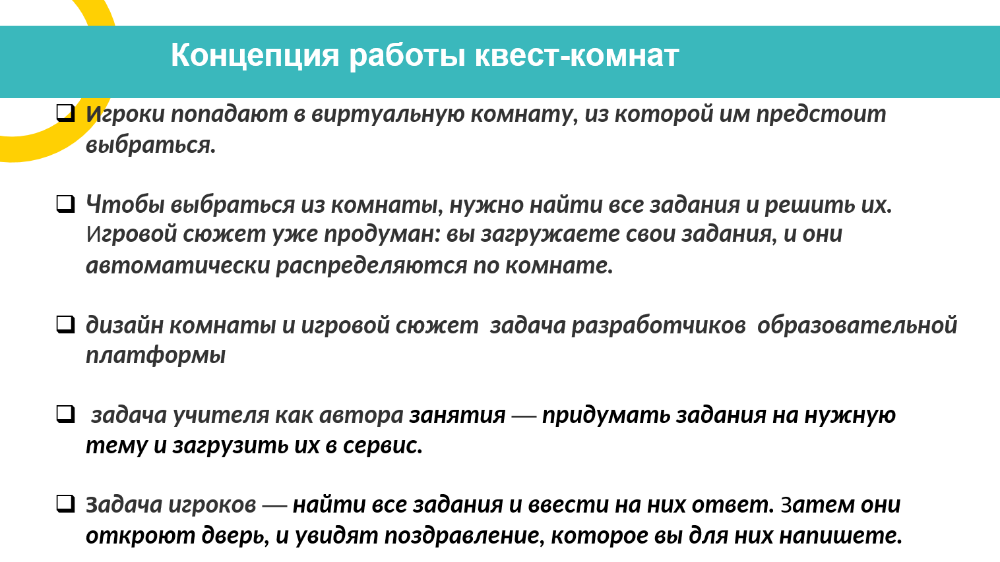 Концепция работы квест-комнат
❑ Игроки попадают в виртуальную комнату, из которой им предстоит
выбраться.
❑ Чтобы выбраться из комнаты, нужно найти все задания и решить их.
Игровой сюжет уже продуман: вы загружаете свои задания, и они
автоматически распределяются по комнате.
❑ дизайн комнаты и игровой сюжет  задача разработчиков  образовательной
платформы
❑ задача учителя как автора занятия — придумать задания на нужную
тему и загрузить их в сервис.
❑ Задача игроков — найти все задания и ввести на них ответ. Затем они
откроют дверь, и увидят поздравление, которое вы для них напишете.